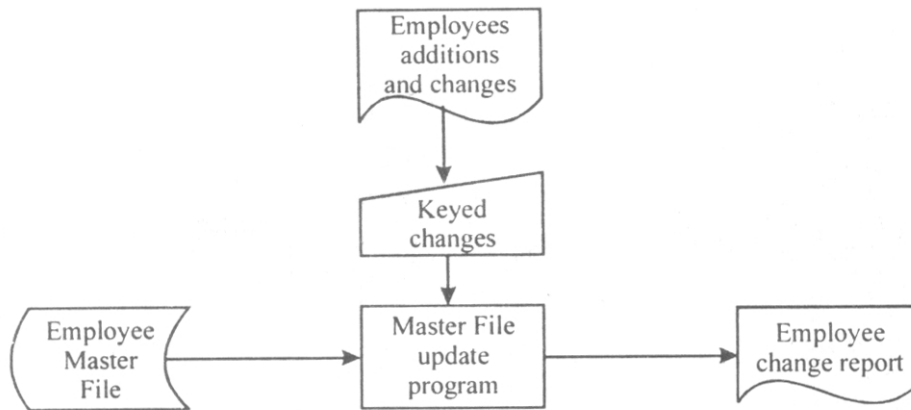 Employees
additions
and changes
Keyed
changes
Employee
Master
File
Master File
update
program
Employee
change report